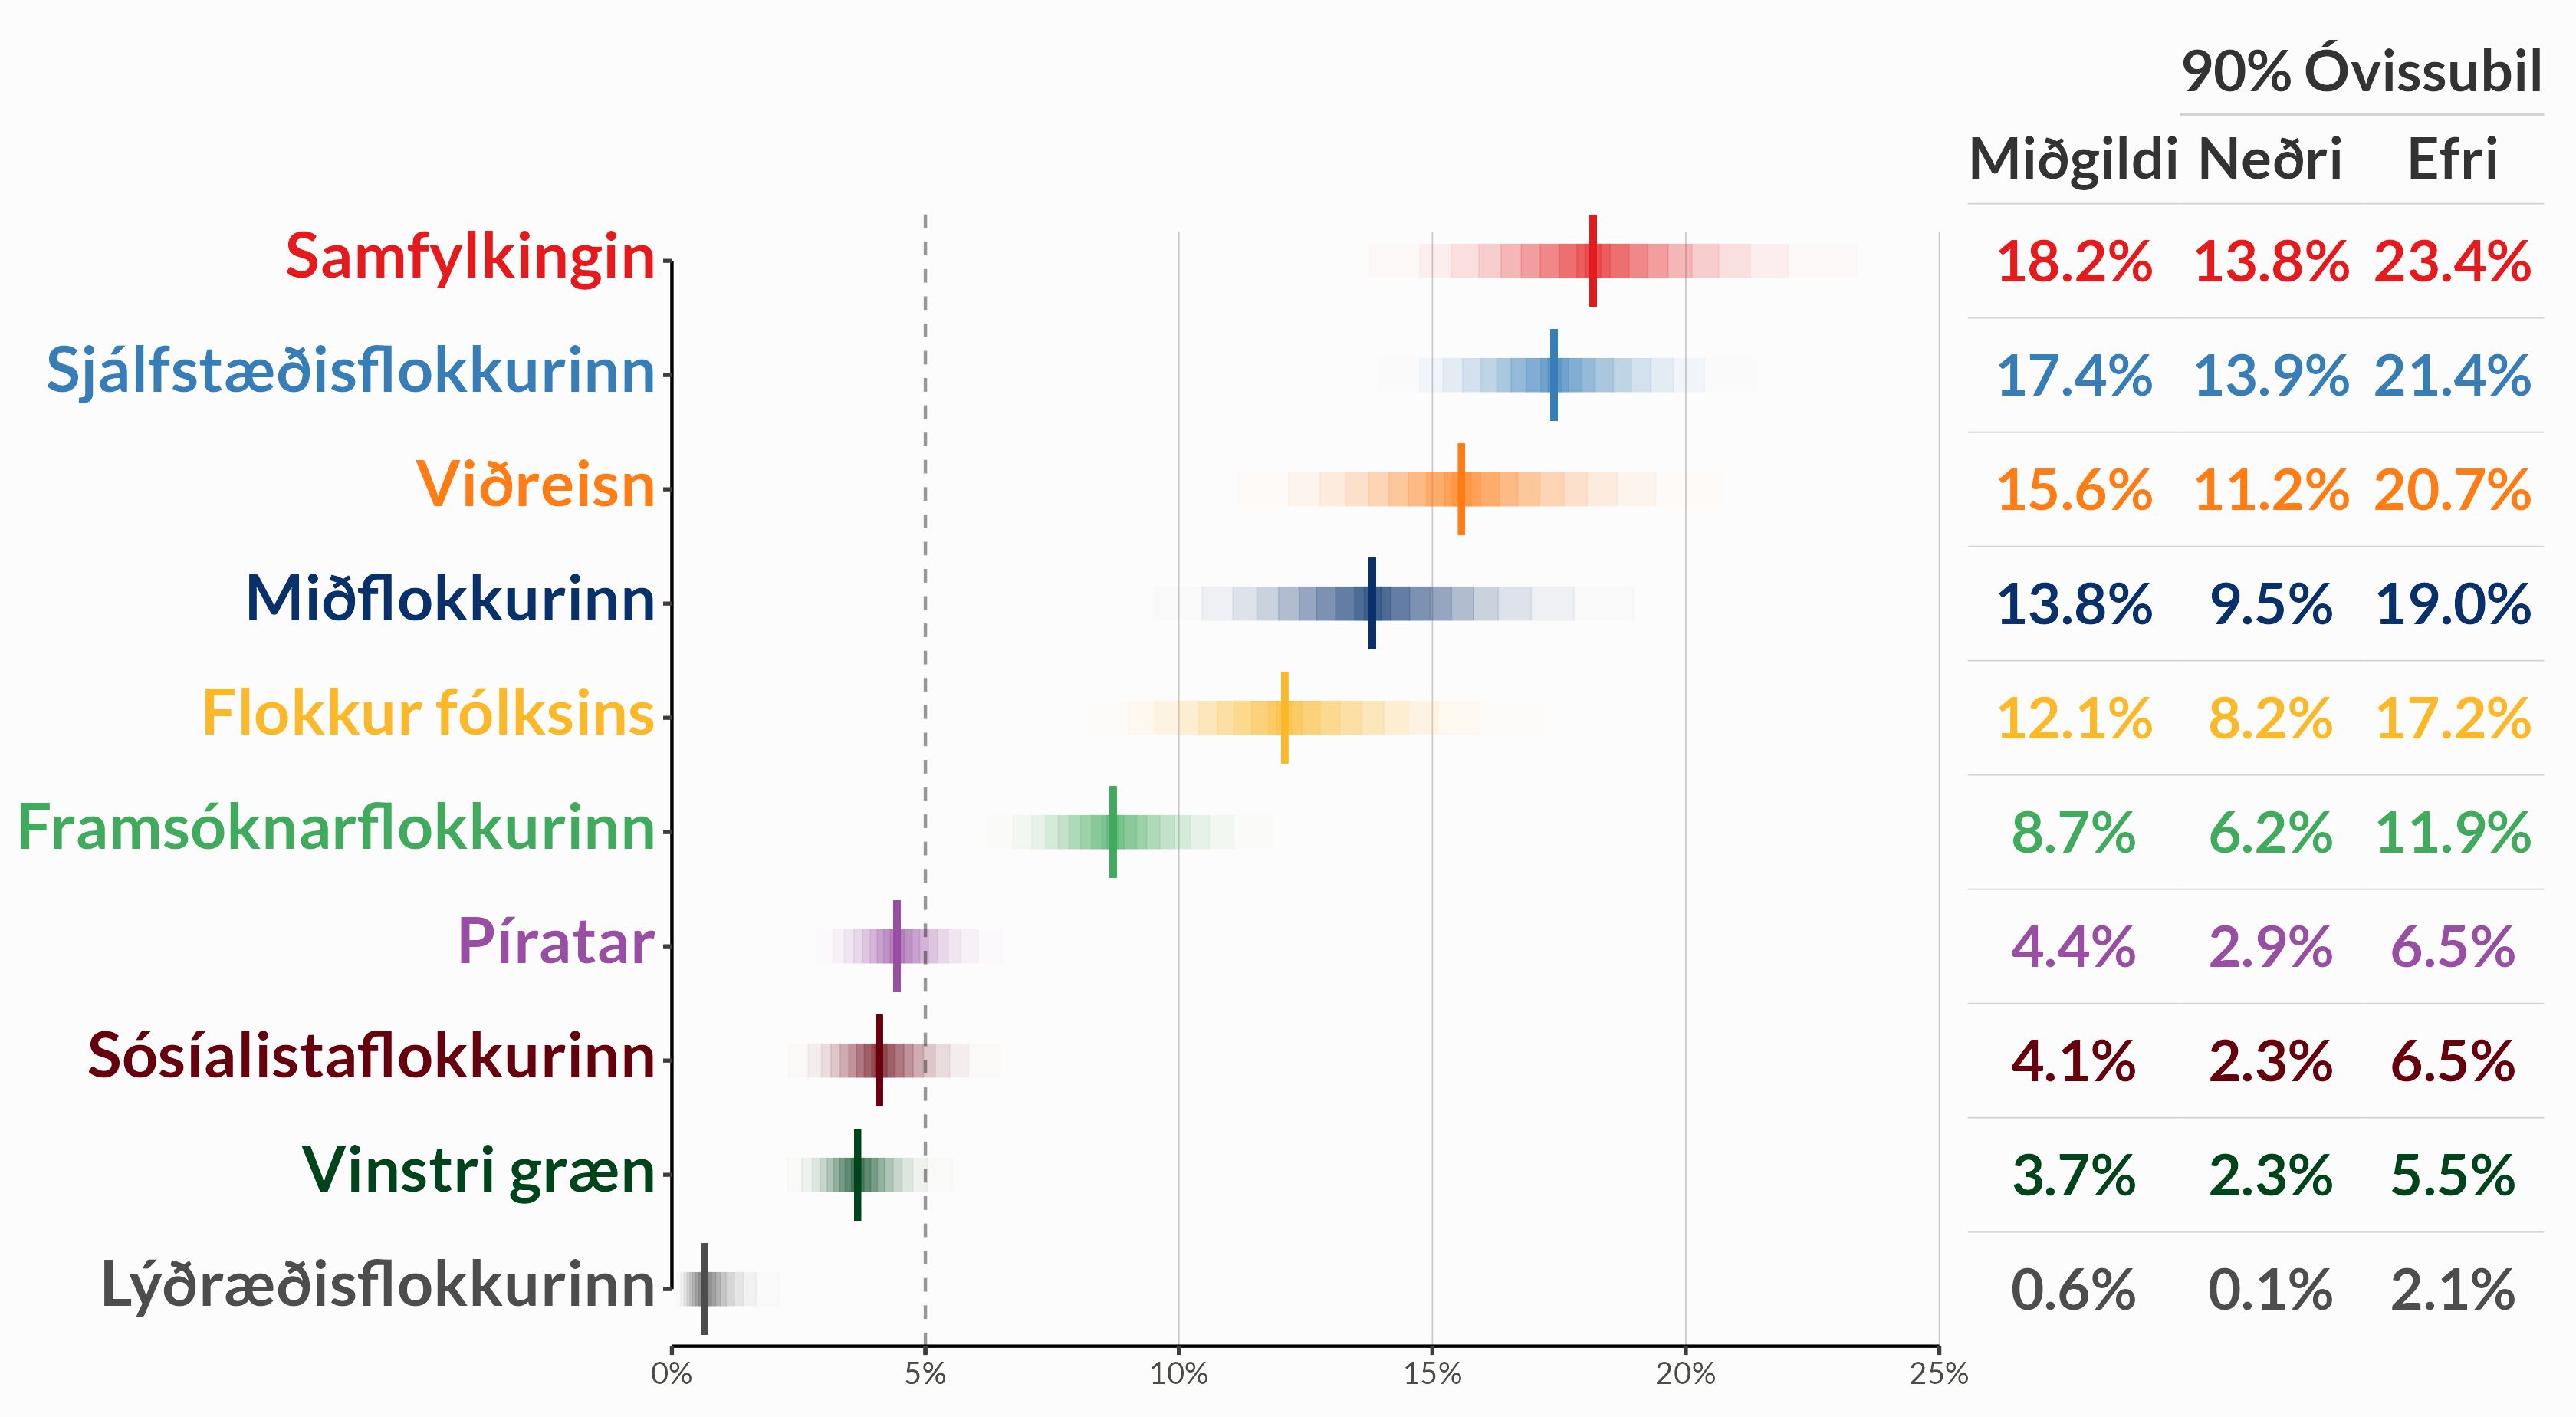 90% Óvissubil
Miðgildi Neðri Efri
Samfylkingin 18.2% 13.8% 23.4%
Sjálfstæðisflokkurinn 17.4% 13.9% 21.4%
Viðreisn 15.6% 11.2% 20.7%
Miðflokkurinn 13.8% 9.5% 19.0%
Flokkur fólksins 12.1% 8.2% 17.2%
Framsóknarflokkurinn 8.7% 6.2% 11.9%
Píratar 4.4% 2.9% 6.5%
Sósíalistaflokkurinn 4.1% 2.3% 6.5%
Vinstri græn 3.7% 2.3% 5.5%
Lýðræðisflokkurinn 0.6% 0.1% 2.1%
0% 5% 10% 15% 20% 25%